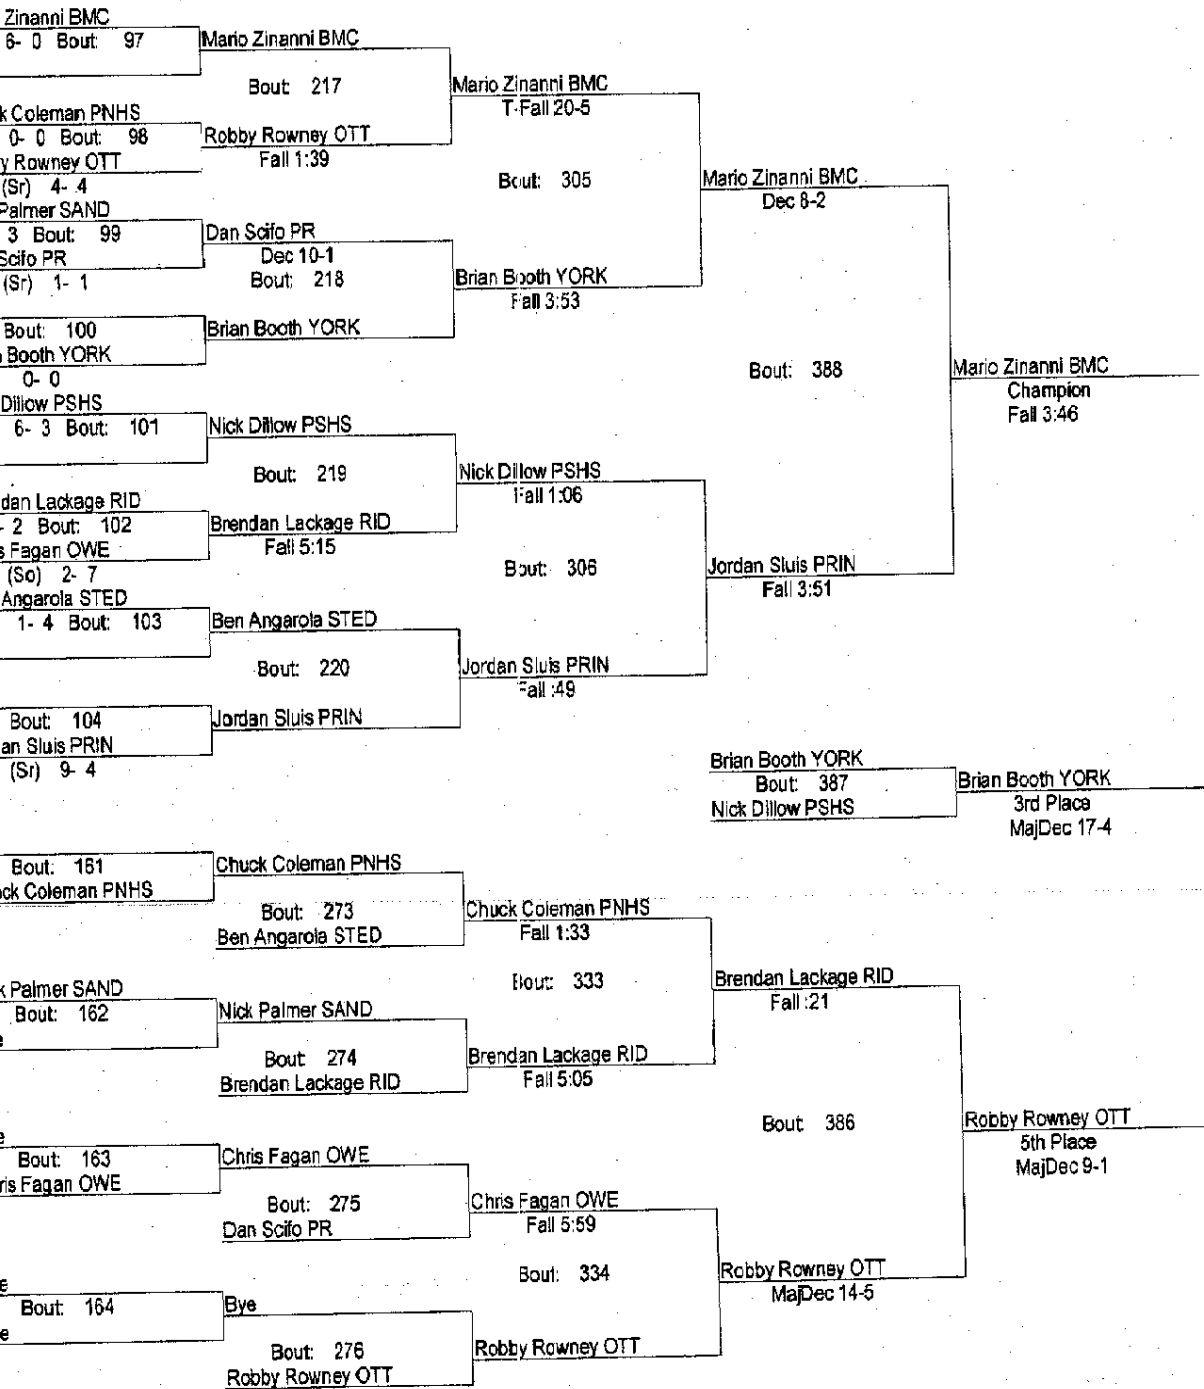 Zinanni BMC
6- 0 Bout: 97
Mario Zinanni BMC
Bout: 217
Mario Zinanni BMC
T-Fall 20-5
k Coleman PNHS
0- 0 Bout: 98
Robby Rowney OTT
Fall 1:39
y Rowney OTT
(Sr) 4- 4
Bout: 305
Mario Zinanni BMC
Dec 8-2
Palmer SAND
3 Bout: 99
Dan Scifo PR
Dec 10-1
Scifo PR
(Sr) 1- 1
Bout: 218
Brian Booth YORK
Fall 3:53
Bout: 100
Brian Booth YORK
Booth YORK
0- 0
Bout: 388
Mario Zinanni BMC
Champion
Fall 3:46
Dillow PSHS
6- 3 Bout: 101
Nick Dillow PSHS
Bout: 219
Nick Dillow PSHS
Fall 1:06
dan Lackage RID
- 2 Bout: 102
Brendan Lackage RID
Fall 5:15
s Fagan OWE
(So) 2- 7
Bout: 306
Jordan Sluis PRIN
Fall 3:51
Angarola STED
1- 4 Bout: 103
Ben Angarola STED
Bout: 220
Jordan Sluis PRIN
Fall :49
Bout: 104
Jordan Sluis PRIN
an Sluis PRIN
(Sr) 9- 4
Brian Booth YORK
Bout: 387
Nick Dillow PSHS
Brian Booth YORK
3rd Place
MajDec 17-4
Bout: 161
Chuck Coleman PNHS
ck Coleman PNHS
Bout: 273
Ben Angarola STED
Chuck Coleman PNHS
Fall 1:33
Bout: 333
Brendan Lackage RID
Fall :21
k Palmer SAND
Bout: 162
e
Nick Palmer SAND
Bout: 274
Brendan Lackage RID
Brendan Lackage RID
Fall 5:05
Bout: 386
Robby Rowney OTT
5th Place
MajDec 9-1
e
Bout: 163
ris Fagan OWE
Chris Fagan OWE
Bout: 275
Dan Scifo PR
Chris Fagan OWE
Fall 5:59
Bout: 334
Robby Rowney OTT
MajDec 14-5
e
Bout: 164
e
Bye
Bout: 276
Robby Rowney OTT
Robby Rowney OTT